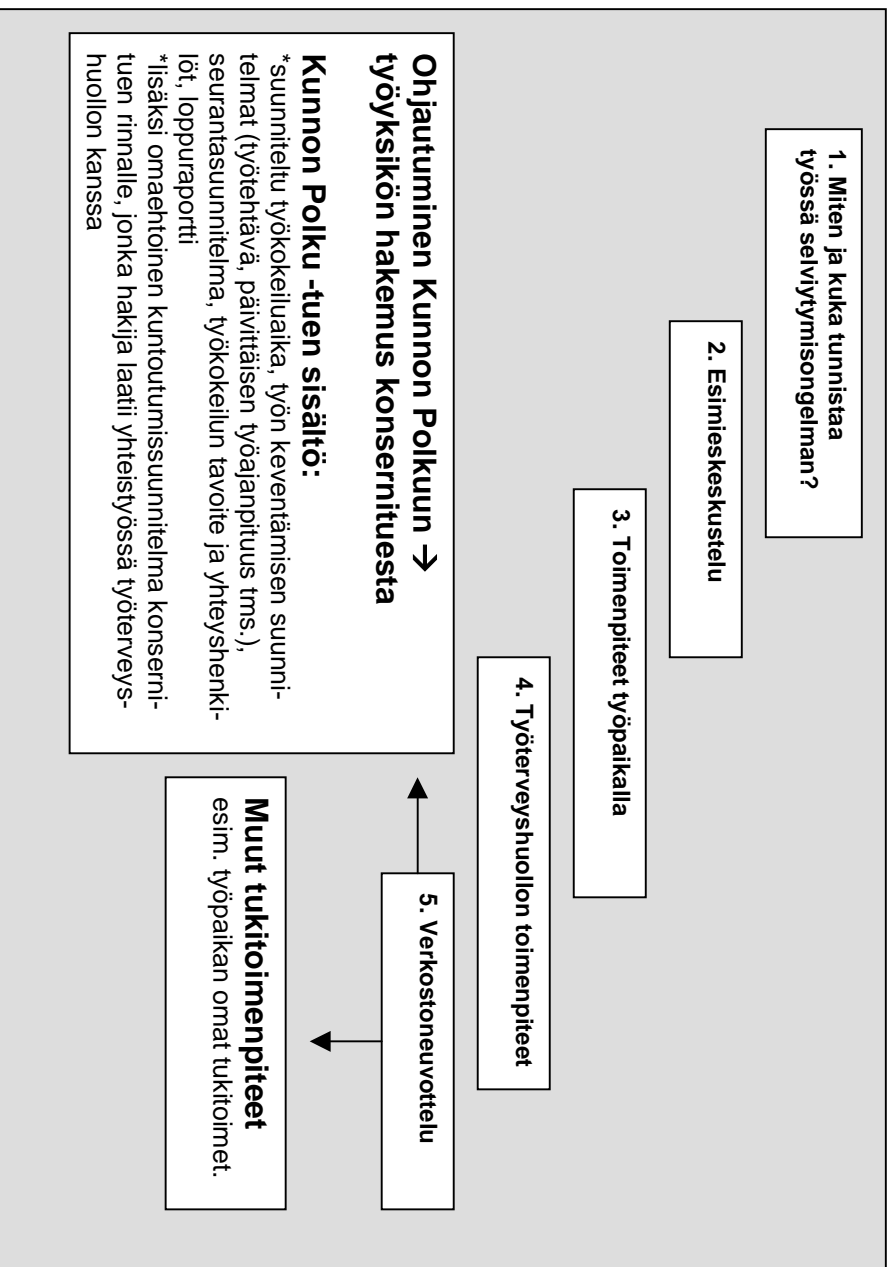 1. Miten ja kuka tunnistaa
työssä selviytymisongelman?
2. Esimieskeskustelu
3. Toimenpiteet työpaikalla
4. Työterveyshuollon toimenpiteet
5. Verkostoneuvottelu
Ohjautuminen Kunnon Polkuun →
työyksikön hakemus konsernituesta
Kunnon Polku -tuen sisältö:
*suunniteltu työkokeiluaika, työn keventämisen suunni-
telmat (työtehtävä, päivittäisen työajanpituus tms.),
seurantasuunnitelma, työkokeilun tavoite ja yhteyshenki-
löt, loppuraportti
*lisäksi omaehtoinen kuntoutumissuunnitelma konserni-
tuen rinnalle, jonka hakija laatii yhteistyössä työterveys-
huollon kanssa
Muut tukitoimenpiteet
esim. työpaikan omat tukitoimet.